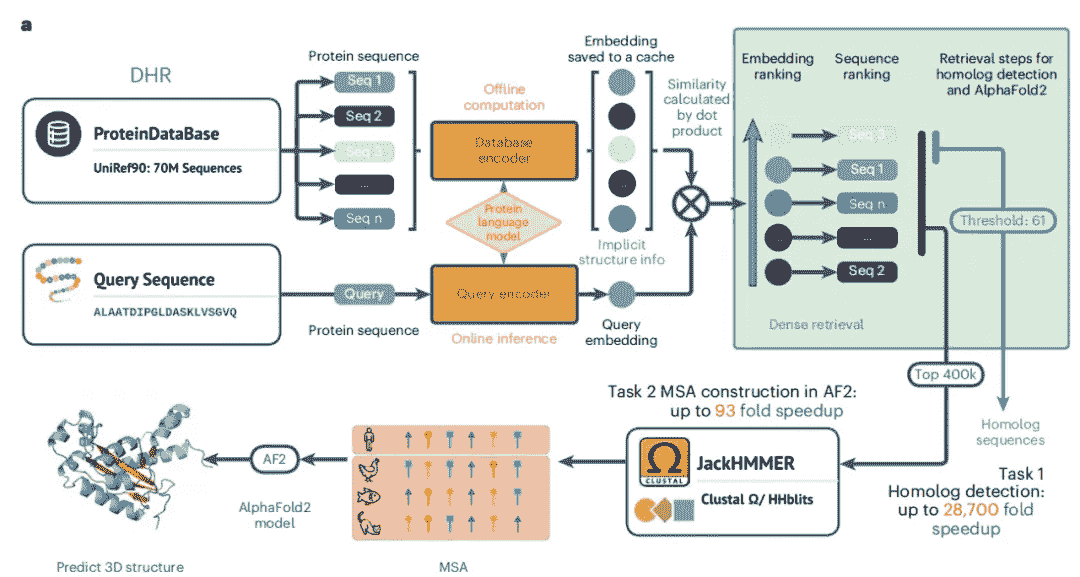 a
DHR
ProteinDataBase
UniRef90: 70M Sequences
Query Sequence
ALAATDIPGLDASKLVSGVQ
Protein sequence
Seq 1
Seq 2
...
Seq n
Query
Protein sequence
Offline
computation
Database
encoder
Protein
language
model
Query encoder
Online inference
Embedding
saved to a cache
..
Implicit
structure info
Query
embedding
Similarity
calculated
by dot
product
Embedding
ranking
Sequence
ranking
Seq 1
Seq n
...
Seq 2
Dense retrieval
Retrieval steps for
homolog detection
and AlphaFold2
Threshold: 61
Top 400k
Homolog
sequences
Task 1
Homolog detection:
up to 28,700 fold
speedup
Task 2 MSA construction in AF2:
up to 93 fold speedup
Ω
CLUSTAL
JackHMMER
Clustal Ω/ HHblits
MSA
AF2
AlphaFold2
model
Predict 3D structure